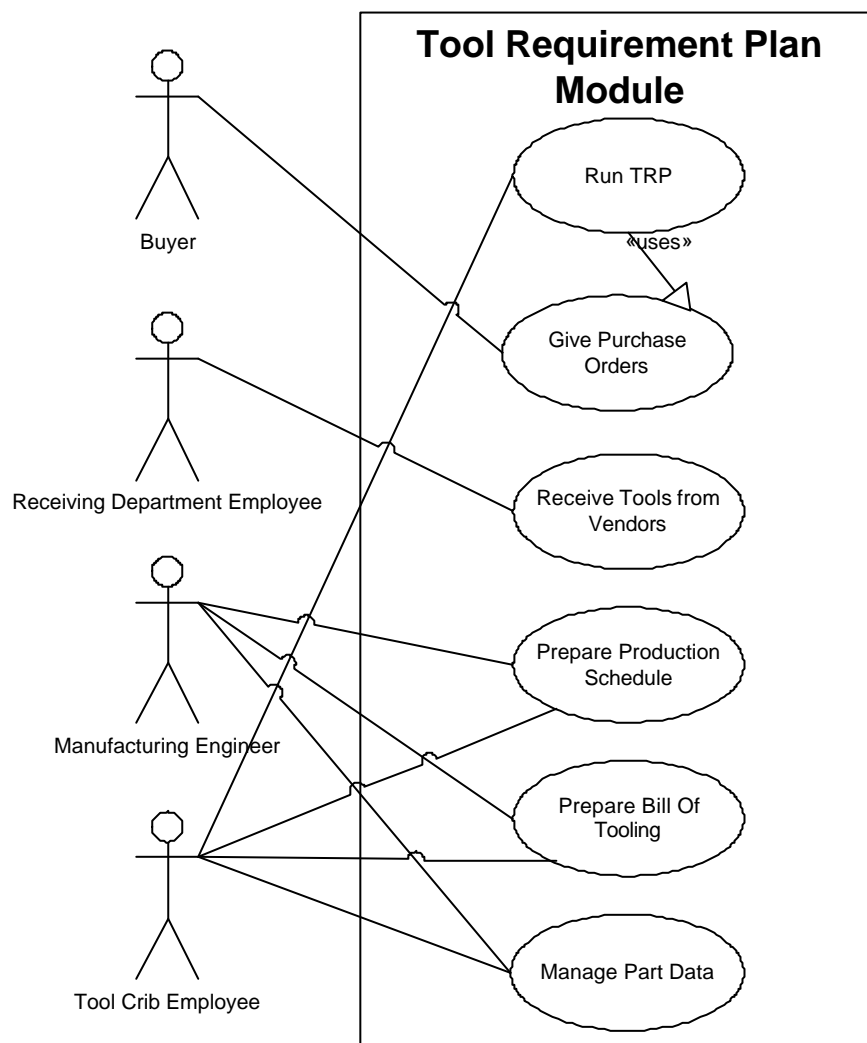 Tool Requirement Plan
Module
Run TRP
«uses»
Buyer
Give Purchase
Orders
Receiving Department Employee
Receive Tools from
Vendors
Prepare Production
Schedule
Manufacturing Engineer
Prepare Bill Of
Tooling
Tool Crib Employee
Manage Part Data